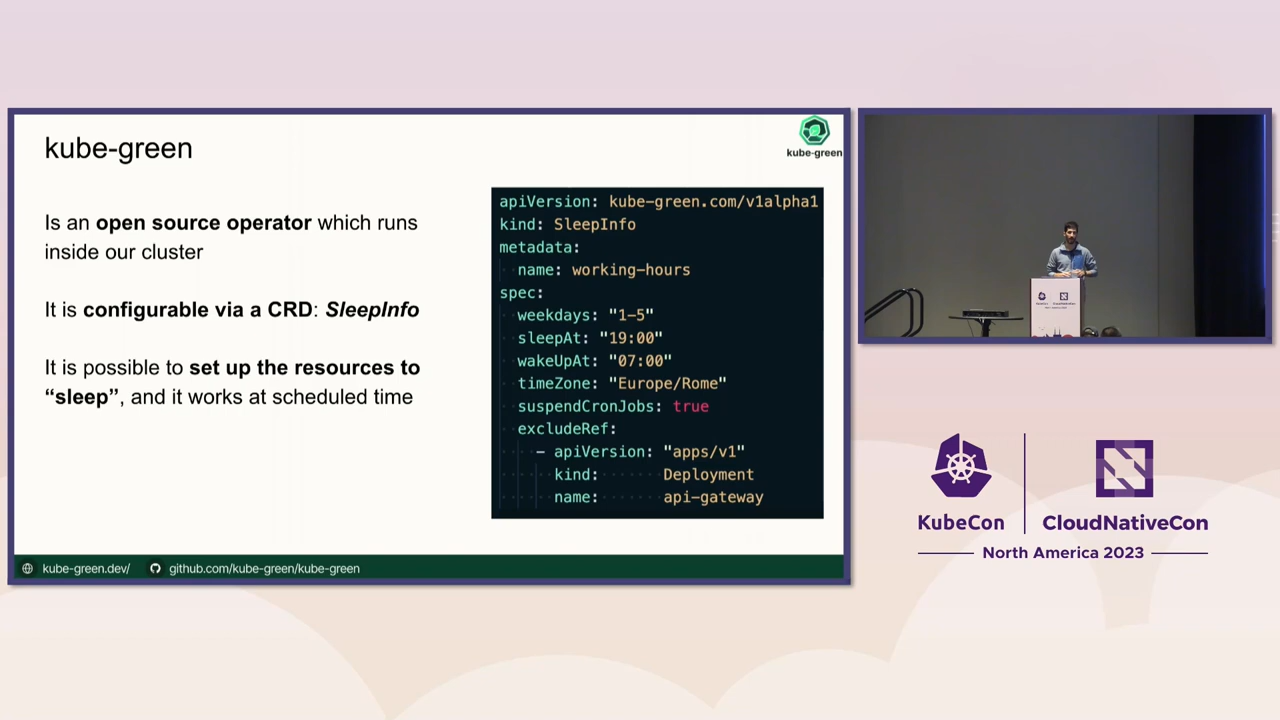 kube-green
kube-green
Is an open source operator which runs
inside our cluster
It is configurable via a CRD: SleepInfo
It is possible to set up the resources to
“sleep”, and it works at scheduled time
apiVersion: kube-green.com/v1alpha1
kind: SleepInfo
metadata:
name: working-hours
spec:
weekdays: "1-5"
sleepAt: "19:00"
wakeUpAt: "07:00"
timeZone: "Europe/Rome"
suspendCronJobs: true
excludeRef:
- apiVersion: "apps/v1"
kind: Deployment
name: api-gateway
kube-green.dev/ github.com/kube-green/kube-green
KubeCon CloudNativeCon
North America 2023